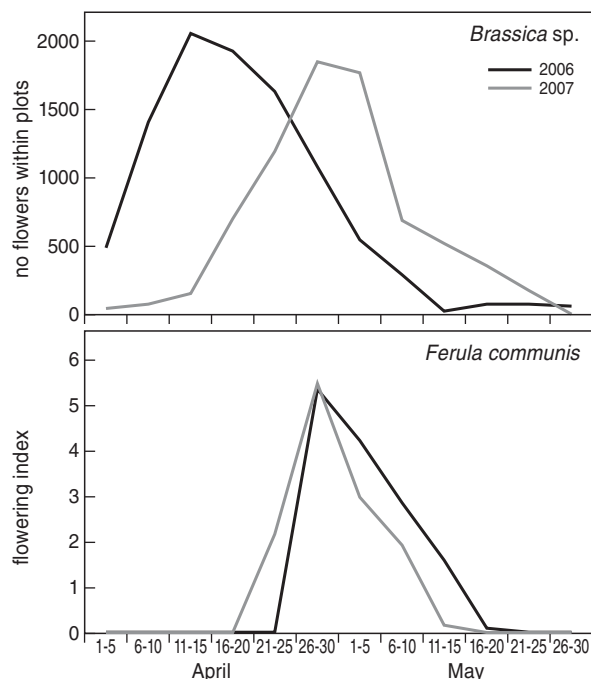 Brassica sp.
2006
2007
no flowers within plots
2000
1500
1000
500
0
Ferula communis
flowering index
6
5
4
3
2
1
0
1-5 6-10 11-15 16-20 21-25 26-30 1-5 6-10 11-15 16-20 21-25 26-30
April May